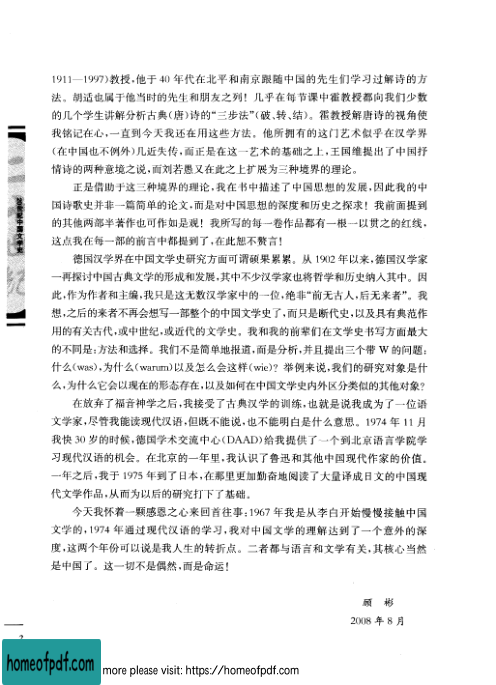 1911—1997)教授,他于 40 年代在北平和南京跟随中国的先生们学习过解诗的方
法。胡适也属于他当时的先生和朋友之列!几乎在每节课中霍教都向我们少数
的几个学生讲解分析古典(唐)诗的“三步法”(破、转、结)。霍教授解唐诗的视角使
我铭记在心,一直到今天我还在用这些方法。他所拥有的这门艺术似乎在汉学界
(在中国也不例外)几近失传,而正是在这一艺术的基础之上,王国维提出了中国抒
情诗的两种意境之说,而刘若愚又在此之上扩展为三种境界的理论。
正是借助于这三种境界的理论,我在书中描述了中国思想的发展,因此我的中
国诗歌史并非一篇简单的论文,而是对中国思想的深度和历史之探求!我前面提到
的其他两部半著作也可作如是观!我所写的每一卷作品都有一根一以贯之的红线,
这点我在每一部的前言中都提到了,在此恕不赘言!
德国汉学界在中国文学史研究方面可谓硕果累累。从 1902 年以来,德国汉学家
一再探讨中国古典文学的形成和发展,其中不少汉学家也将哲学和历史纳入其中。因
此,作为作者和主编,我只是这无数汉学家中的一位,绝非“前无古人,后无来者”。我
想,之后的来者不再会想写一部整个的中国文学史了,而只是断代史,以及具有典范作
用的有关古代,或中世纪,或近代的文学史。我和我的前辈们在文学史书写方面最大
的不同是:方法和选择。我们不是简单地报道,而是分析,并且提出三个带 W 的问题:
什么(was),为什么(warum)以及怎么会这样(wie)?举例来说,我们的研究对象是什
么,为什么它会以现在的形态存在,以及如何在中国文学史内外区分类似的其他对象?
在放弃了福音神学之后,我接受了古典汉学的训练,也就是说我成为了一位语
文学家,尽管我能读现代汉语,但既不能说,也不能明白是什么意思。1974 年 11 月
我快 30 岁的时候,德国学术交流中心(DAAD)给我提供了一个到北京语言学院学
习现代汉语的机会。在北京的一年里,我认识了鲁迅和其他中国现代作家的价值。
一年之后,我于 1975 年到了日本,在那里更加勤奋地阅读了大量译成日文的中国现
代文学作品,从而为以后的研究打下了基础。
今天我怀着一颗感恩之心来回首往事:1967 年我是从李白开始慢慢接触中国
文学的,1974 年通过现代汉语的学习,我对中国文学的理解达到了一个意外的深
度,这两个年份可以说是我人生的转折点。二者都与语言和文学有关,其核心当然
是中国了。这一切不是偶然,而是命运!
顾 彬
2008 年 8 月
2
homeofpdf.com
more please visit: https://homeofpdf.com